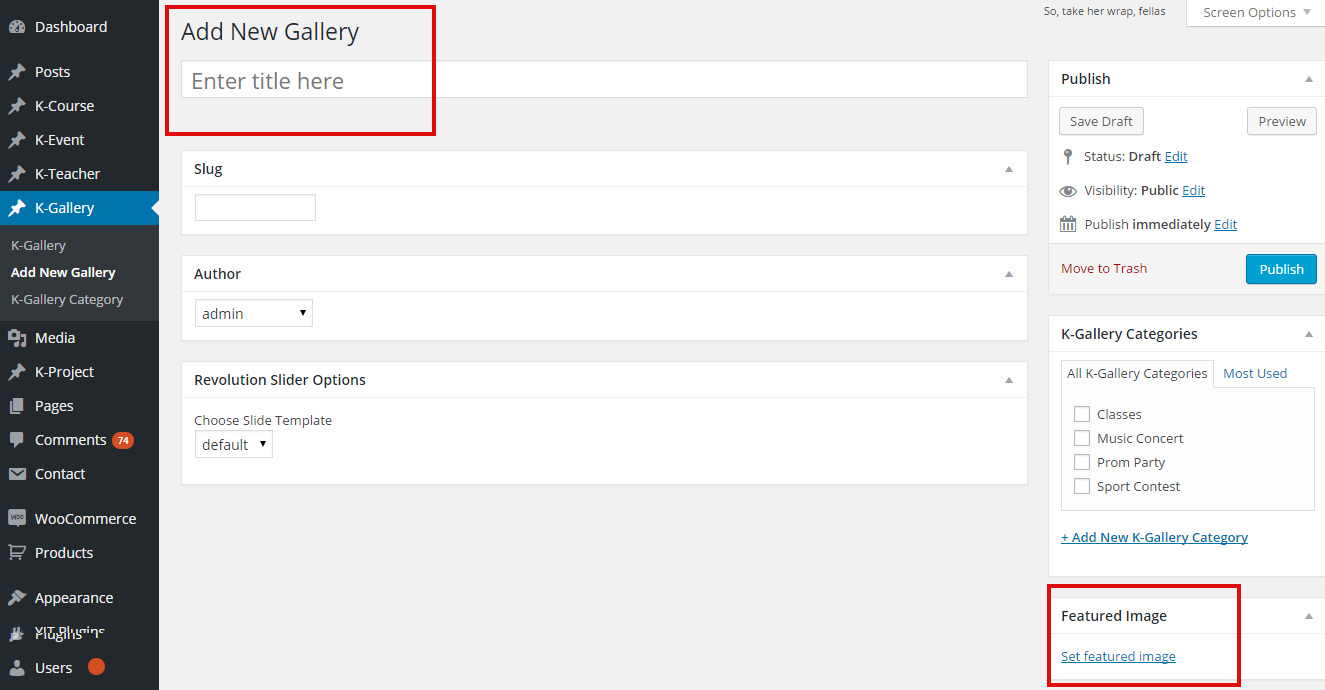 Dashboard
Posts
K-Course
K-Event
K-Teacher
K-Gallery
K-Gallery
Add New Gallery
K-Gallery Category
Media
K-Project
Pages
Comments 74
Contact
WOO WooCommerce
Products
Appearance
Plugins
Users
So, take her wrap, fellas
Screen Options
Add New Gallery
Enter title here
Slug
Author
admin
Revolution Slider Options
Choose Slide Template
default
Publish
Save Draft Preview
Status: Draft Edit
Visibility: Public Edit
Publish immediately Edit
Move to Trash Publish
K-Gallery Categories
All K-Gallery Categories Most Used
Classes
Music Concert
Prom Party
Sport Contest
+ Add New K-Gallery Category
Featured Image
Set featured image